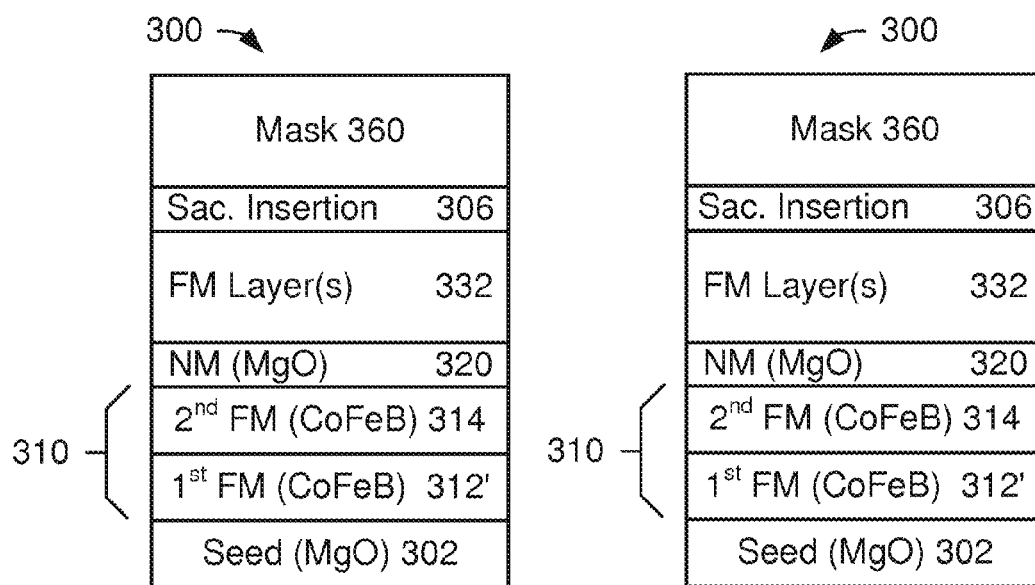 300
300
Mask 360
Sac. Insertion 306
FM Layer(s) 332
NM (MgO) 320
2nd FM (CoFeB) 314
310
1st FM (CoFeB) 312'
Seed (MgO) 302
Mask 360
Sac. Insertion 306
FM Layer(s) 332
NM (MgO) 320
2nd FM (CoFeB) 314
310
1st FM (CoFeB) 312'
Seed (MgO) 302